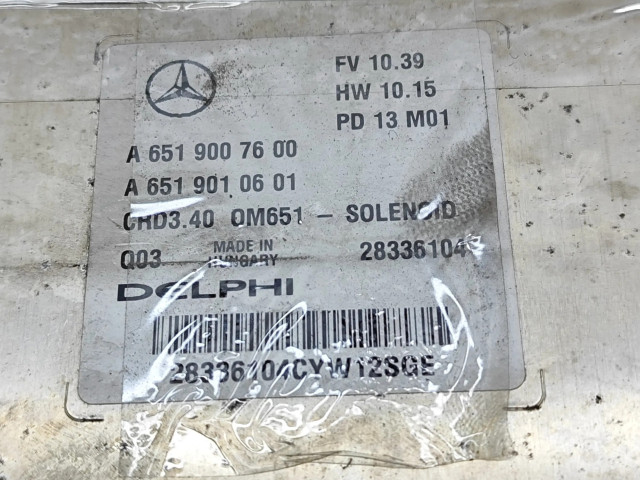 FV 10.39
HW 10.15
PD 13 M01
A 651 900 76 00
A 651 901 06 01
CRD3.40 OM651 - SOLENOID
Q03 MADE IN HUNGARY 28336104
DELPHI
28336104CYW12SGE